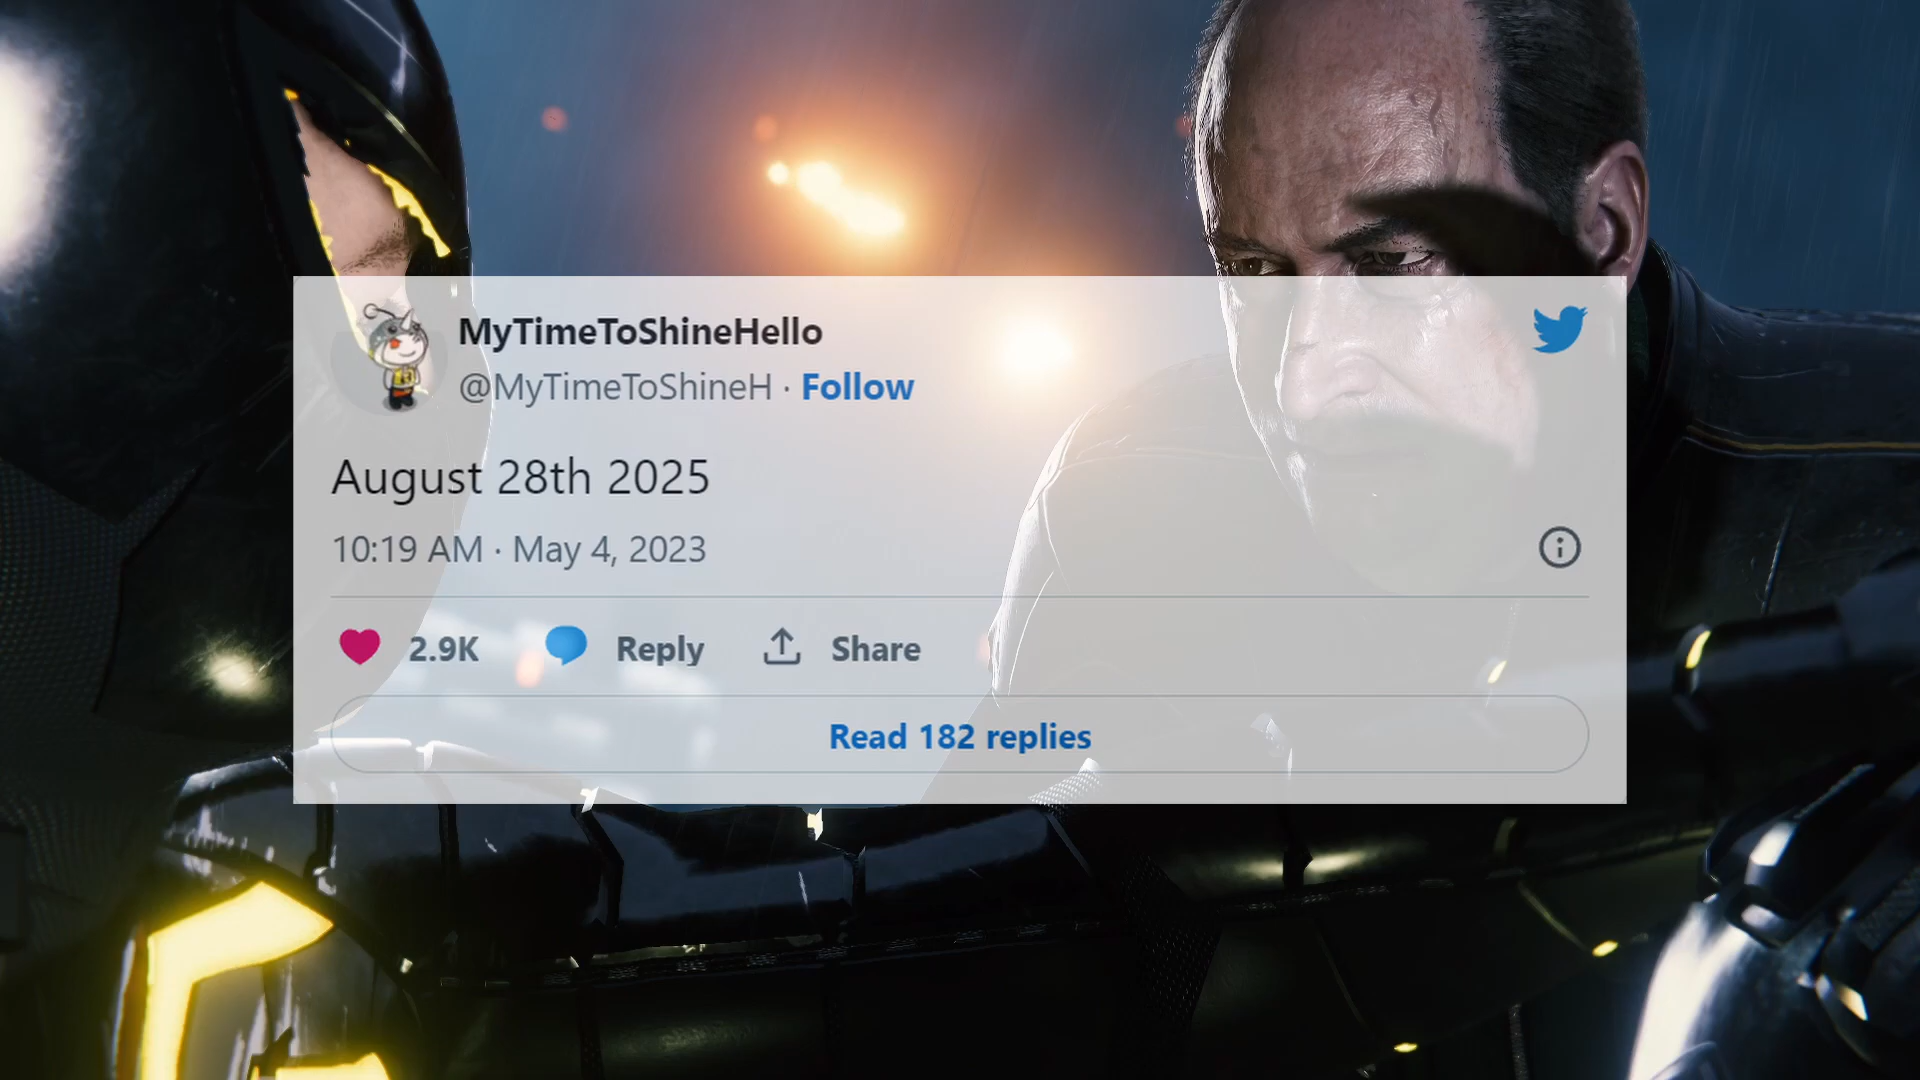 MyTimeToShineHello
@MyTimeToShineH · Follow
August 28th 2025
10:19 AM · May 4, 2023
2.9K Reply Share
Read 182 replies